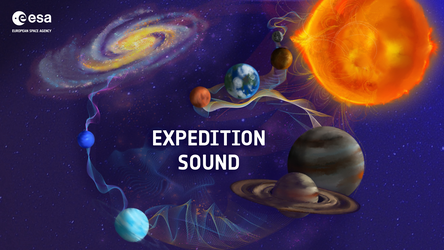 esa
EUROPEAN SPACE AGENCY
EXPEDITION
SOUND